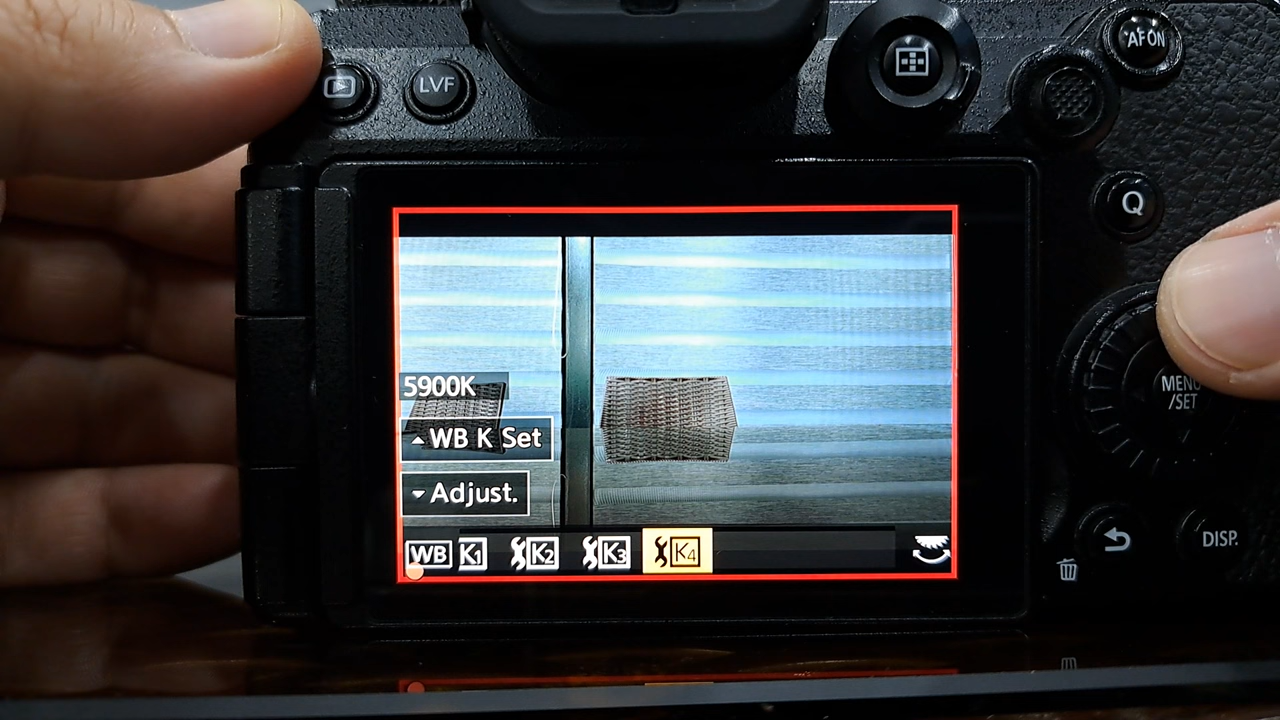 LVF
AF ON
Q
5900K
WB K Set
Adjust.
MENU
/SET
WB K1 K2 K3 K4
DISP.